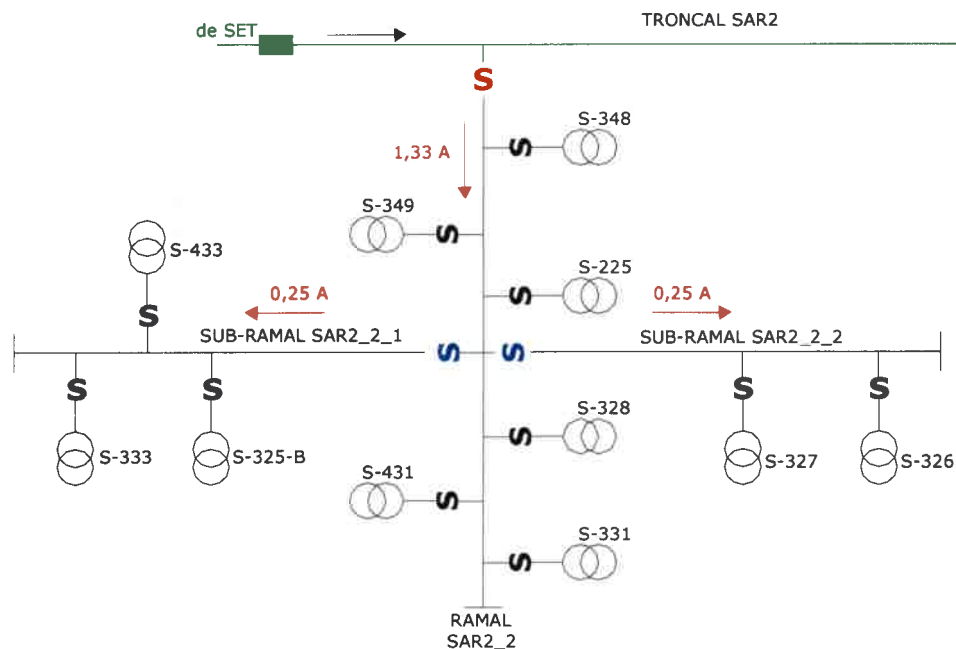 TRONCAL SAR2
de SET
S
S-348
S
1,33 A
S-349
S
S-433
S-225
S
0,25 A
0,25 A
S
SUB-RAMAL SAR2_2_1
SUB-RAMAL SAR2_2_2
S
S
S
S
S
S
S-328
S
S-333
S-325-B
S-327
S-326
S-431
S
S-331
S
RAMAL
SAR2_2